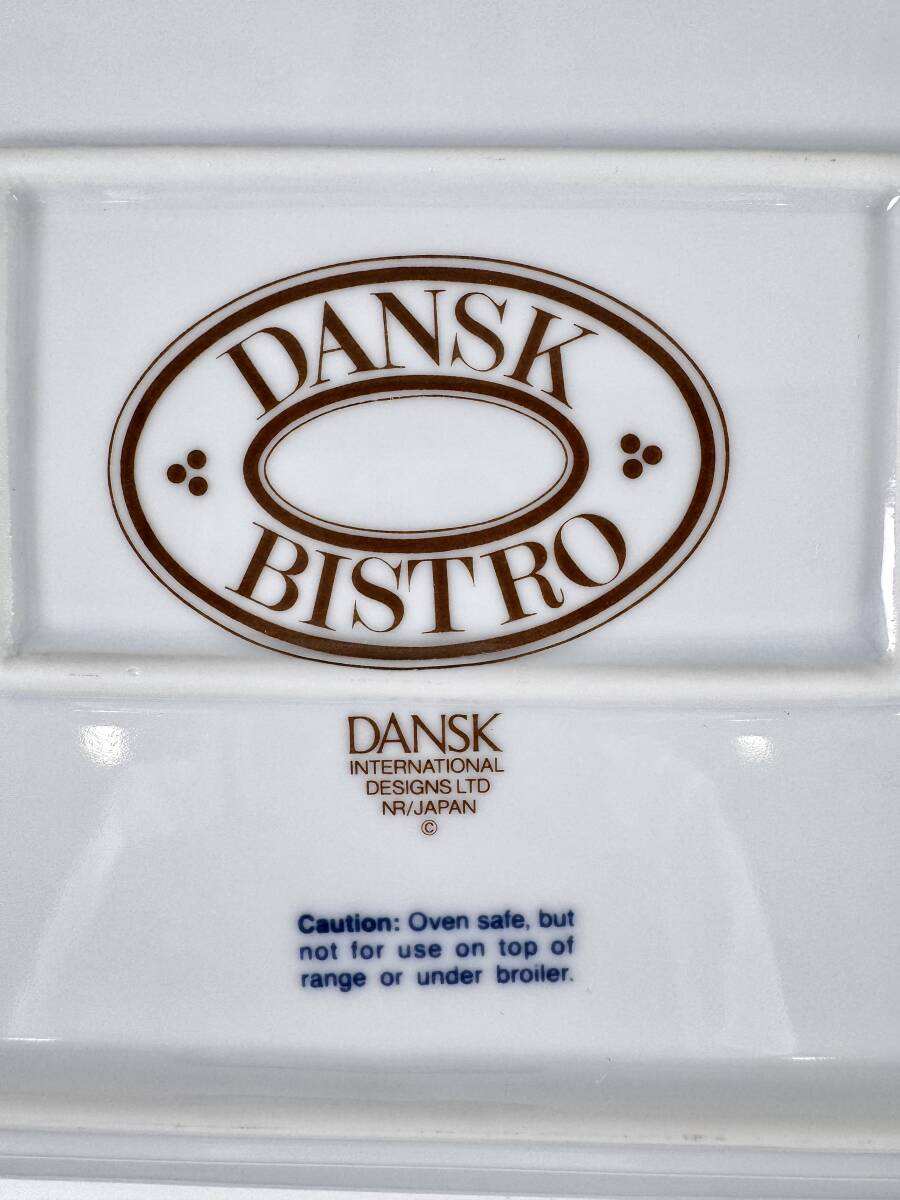 DANSK
BISTRO
DANSK
INTERNATIONAL
DESIGNS LTD
NR/JAPAN
©
Caution: Oven safe, but
not for use on top of
range or under broiler.